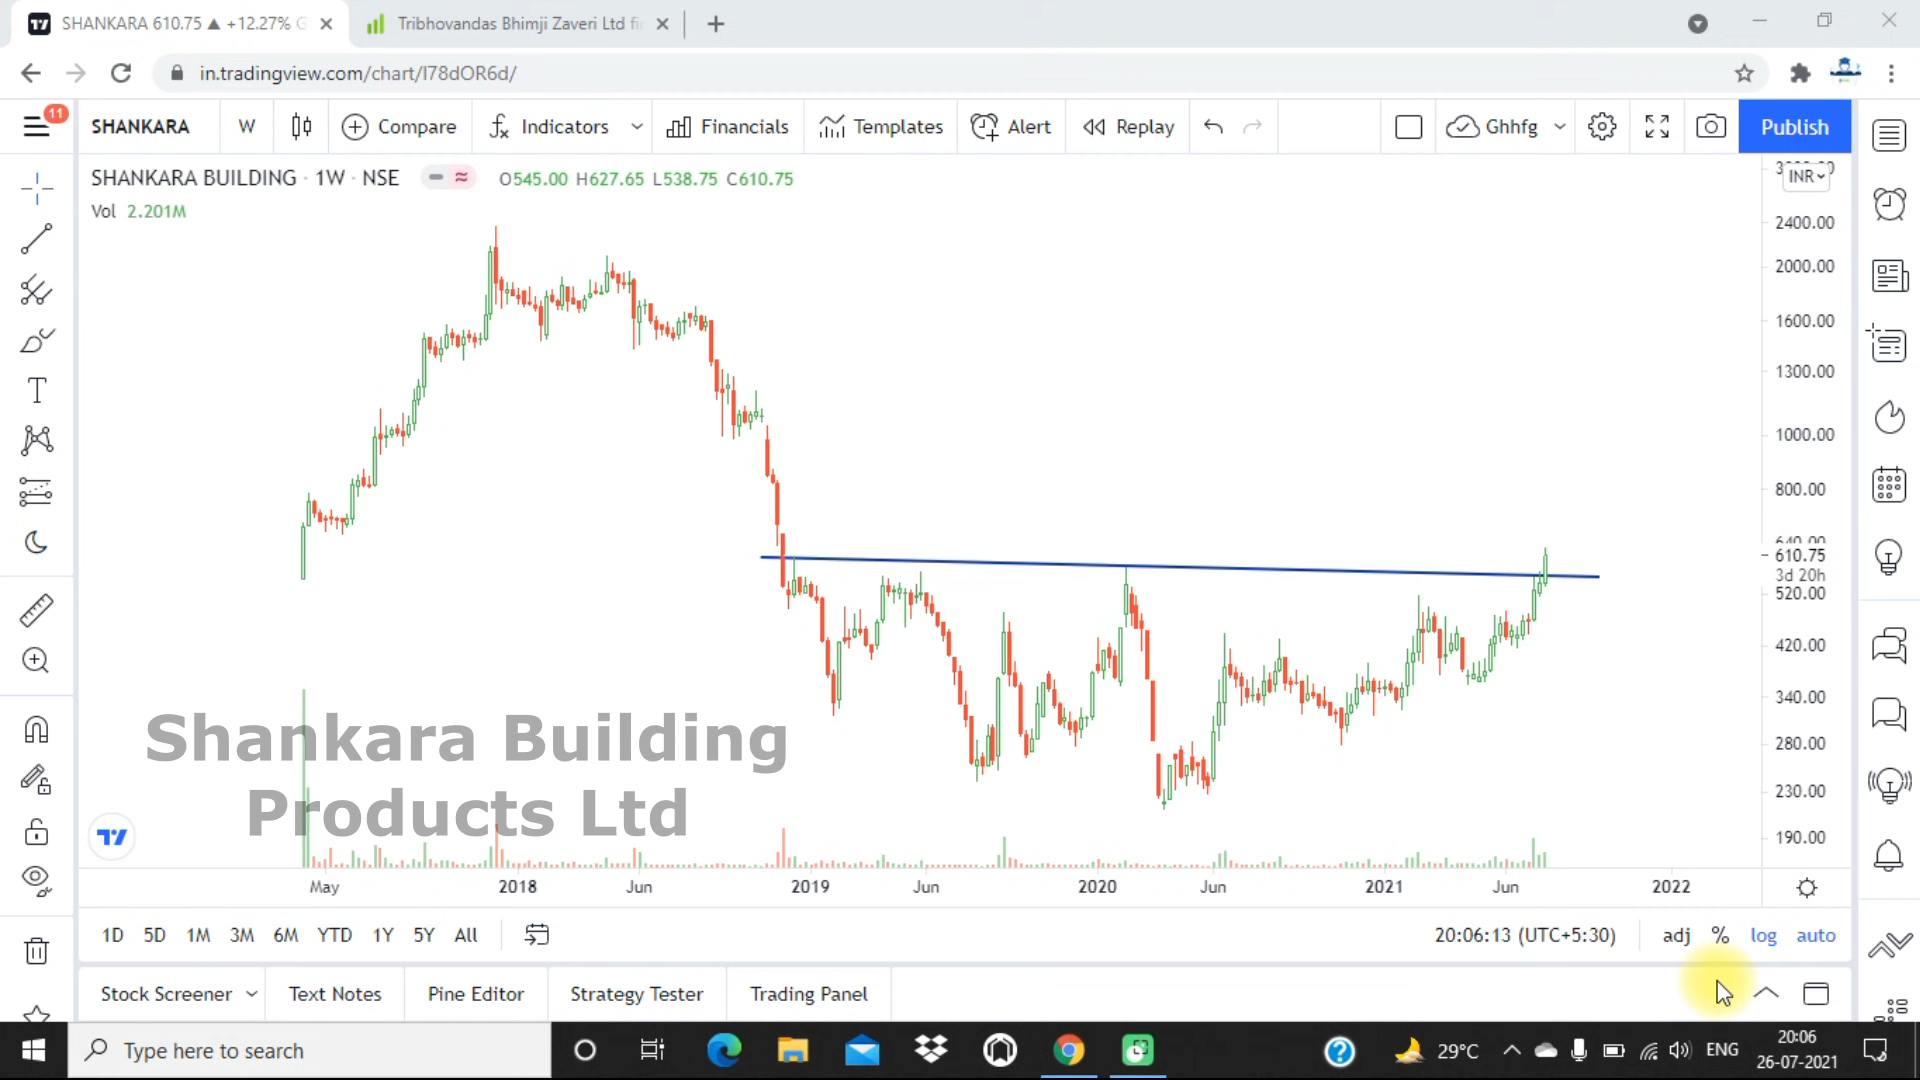 SHANKARA 610.75 ▲ +12.27% G
Tribhovandas Bhimji Zaveri Ltd fi
in.tradingview.com/chart/I78dOR6d/
11
SHANKARA W Compare Indicators Financials Templates Alert Replay Ghhfg Publish
SHANKARA BUILDING · 1W · NSE O545.00 H627.65 L538.75 C610.75
INR
Vol 2.201M
2400.00
2000.00
1600.00
1300.00
1000.00
800.00
640.00
610.75
3d 20h
520.00
420.00
340.00
280.00
230.00
190.00
Shankara Building
Products Ltd
May 2018 Jun 2019 Jun 2020 Jun 2021 Jun 2022
1D 5D 1M 3M 6M YTD 1Y 5Y All 20:06:13 (UTC+5:30) adj % log auto
Stock Screener Text Notes Pine Editor Strategy Tester Trading Panel
Type here to search 29°C ENG 20:06
26-07-2021